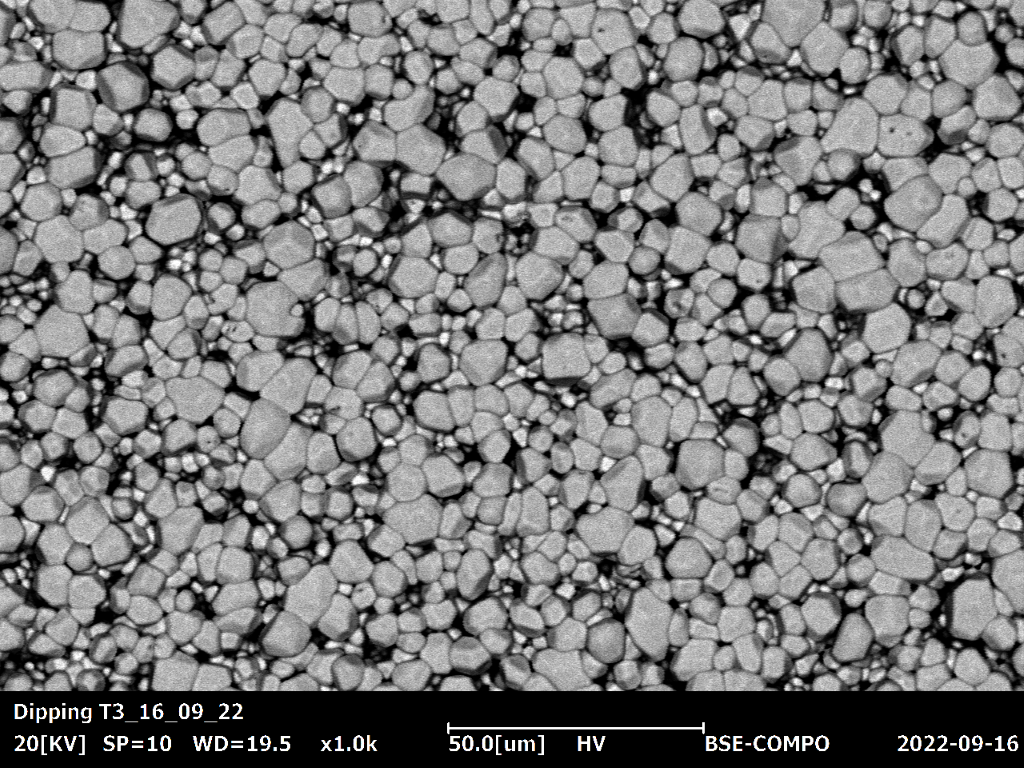 Dipping T3_16_09_22
20[KV] SP=10 WD=19.5 x1.0k 50.0[um] HV BSE-COMPO 2022-09-16